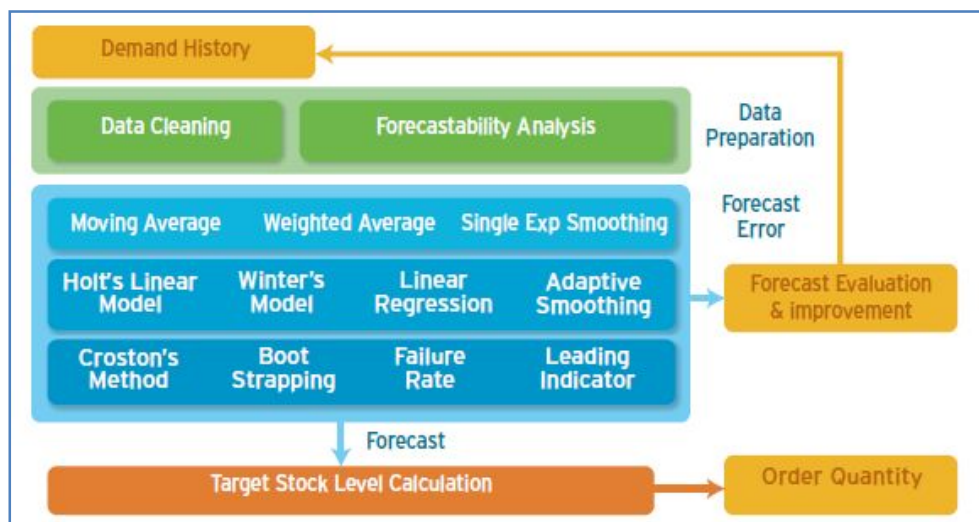 Demand History
Data Cleaning
Forecastability Analysis
Data
Preparation
Moving Average
Weighted Average
Single Exp Smoothing
Forecast
Error
Holt's Linear
Model
Winter's
Model
Linear
Regression
Adaptive
Smoothing
Forecast Evaluation
& improvement
Croston's
Method
Boot
Strapping
Failure
Rate
Leading
Indicator
Forecast
Target Stock Level Calculation
Order Quantity